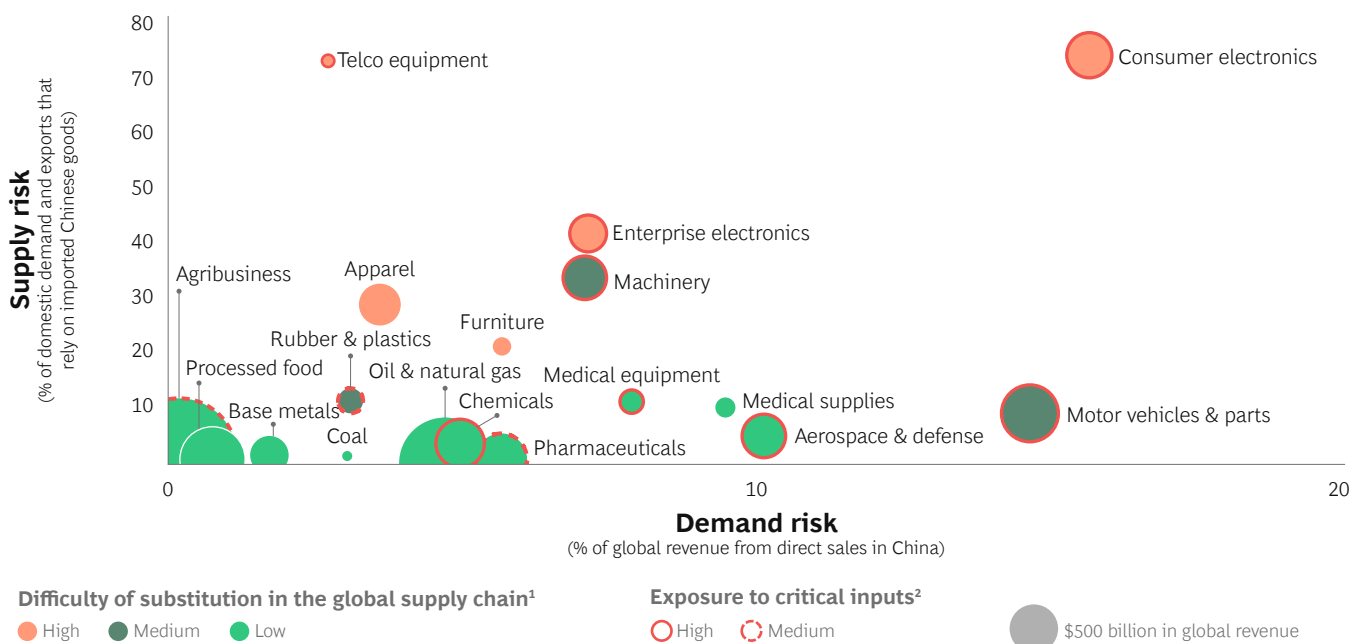 80
70
60
50
40
30
20
10
Supply risk
(% of domestic demand and exports that
rely on imported Chinese goods)
Telco equipment
Consumer electronics
Enterprise electronics
Machinery
Agribusiness
Apparel
Furniture
Rubber & plastics
Processed food
Oil & natural gas
Medical equipment
Chemicals
Medical supplies
Base metals
Motor vehicles & parts
Coal
Aerospace & defense
Pharmaceuticals
0
10
20
Demand risk
(% of global revenue from direct sales in China)
Difficulty of substitution in the global supply chain¹
High
Medium
Low
Exposure to critical inputs²
High
Medium
$500 billion in global revenue